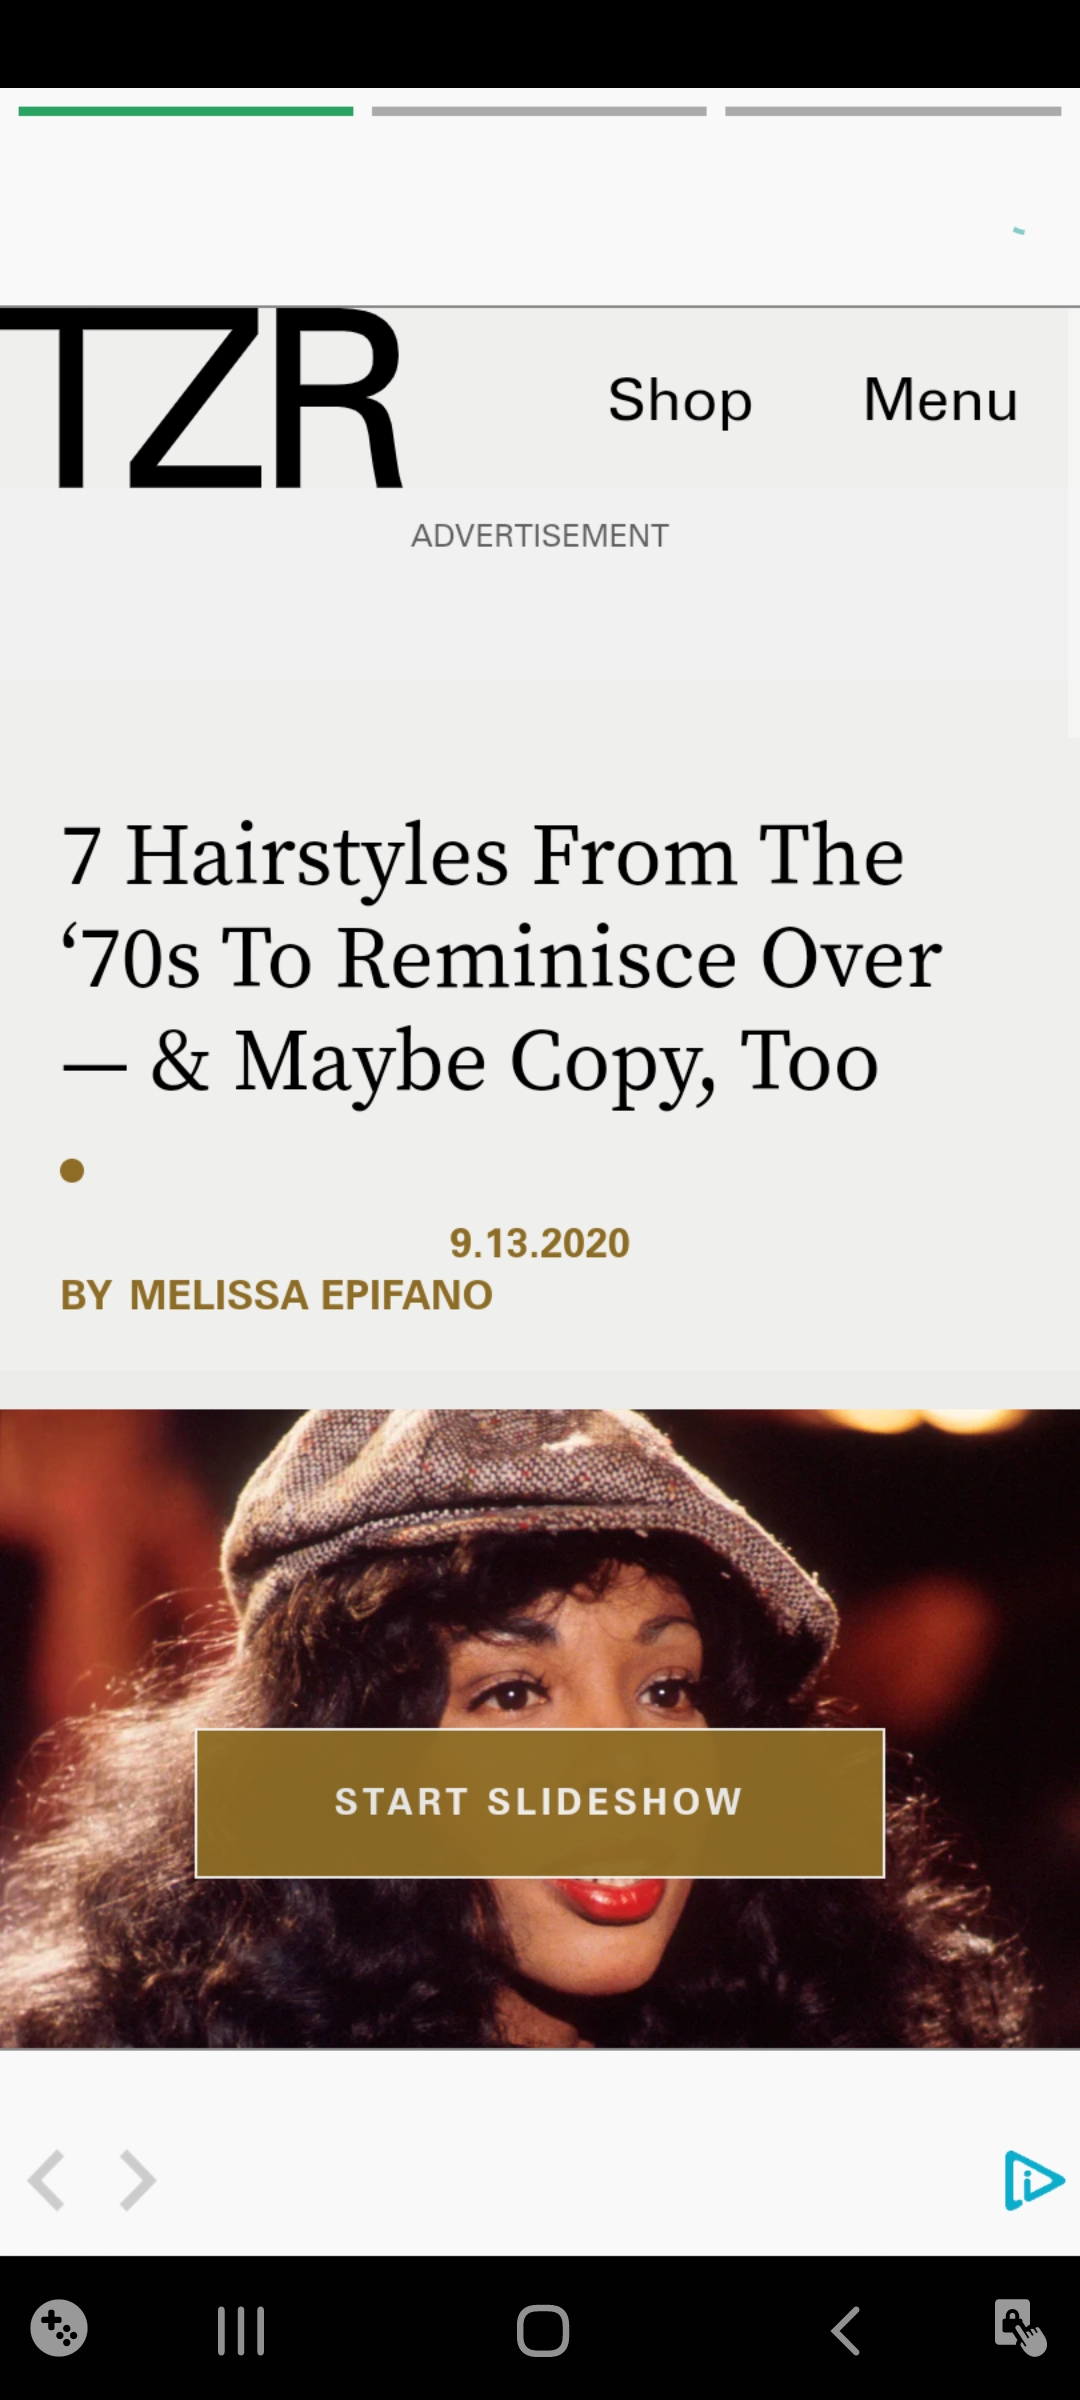 TZR
Shop
Menu
ADVERTISEMENT
7 Hairstyles From The
‘70s To Reminisce Over
— & Maybe Copy, Too
9.13.2020
BY MELISSA EPIFANO
START SLIDESHOW